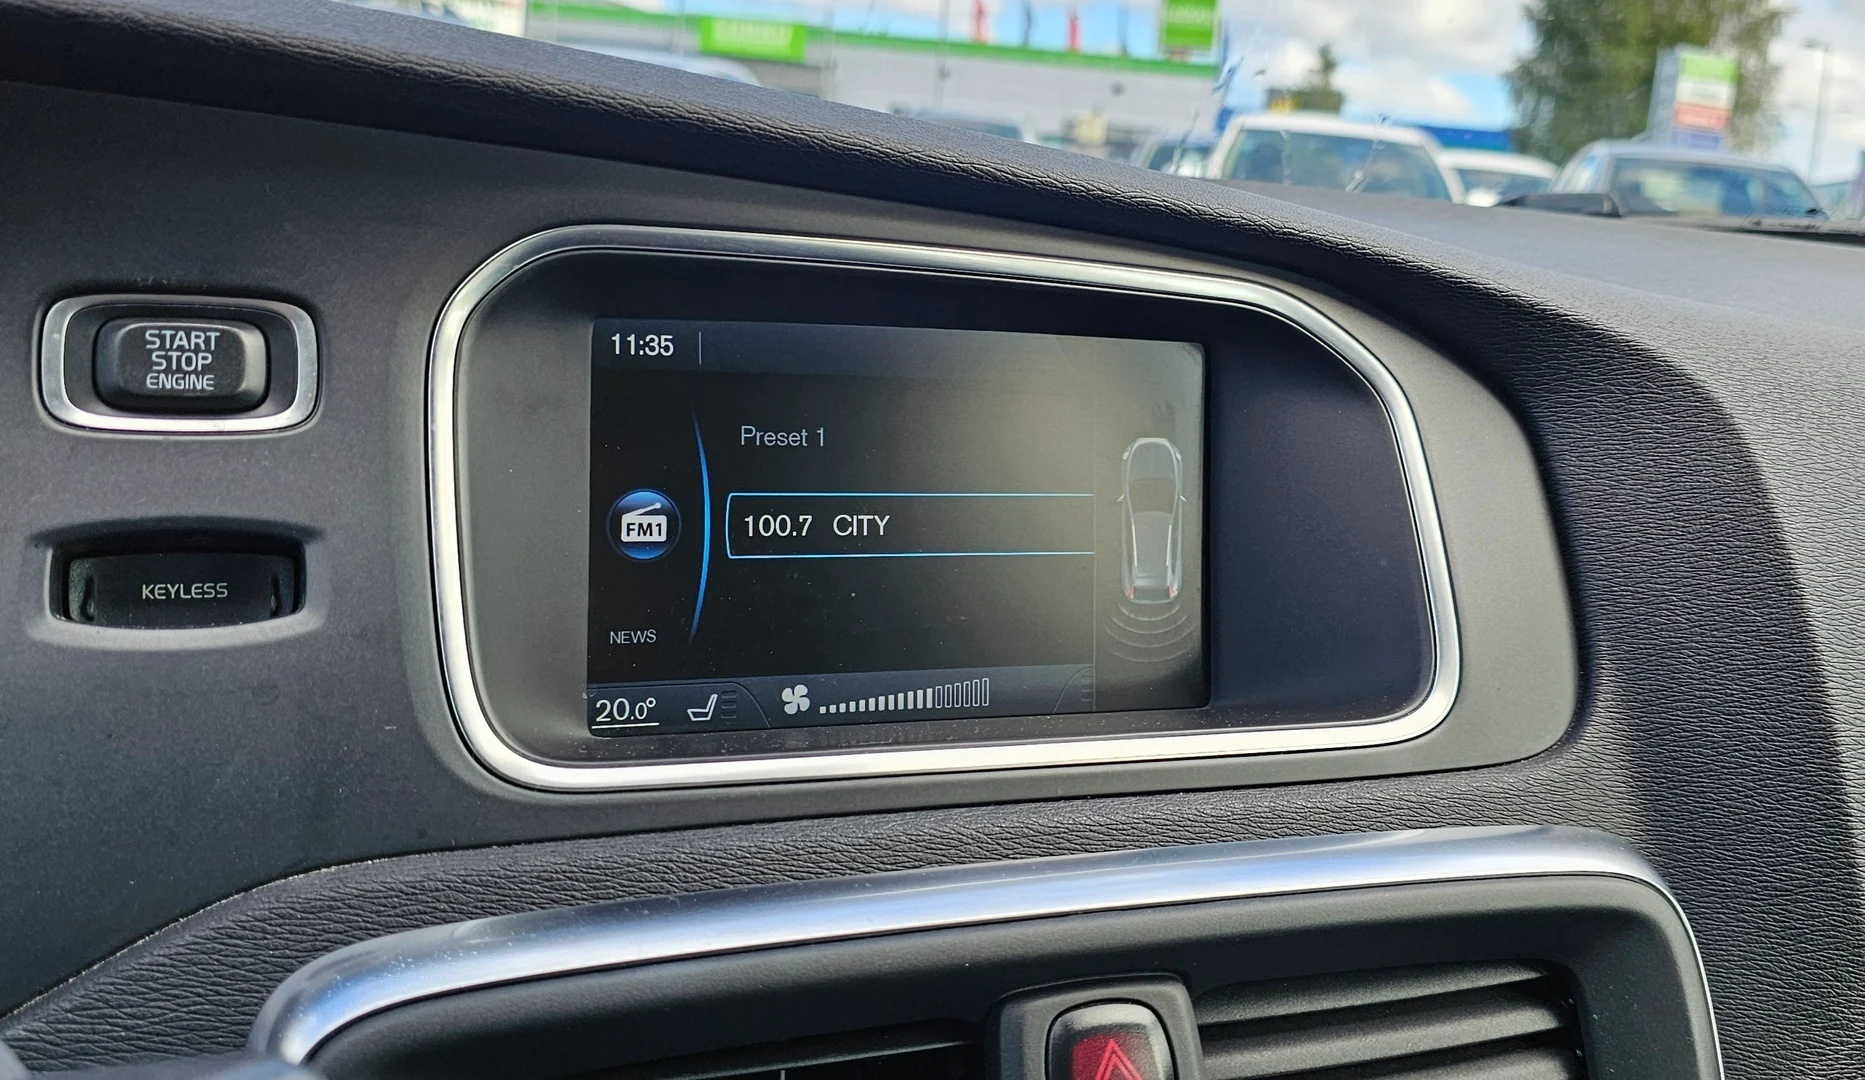 START
STOP
ENGINE
KEYLESS
11:35
Preset 1
FM1
100.7 CITY
NEWS
20.0°